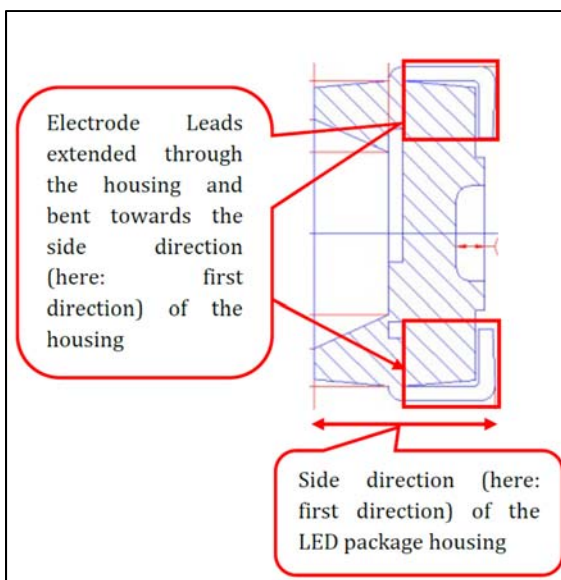 Electrode Leads
extended through
the housing and
bent towards the
side direction
(here: first
direction) of the
housing
Side direction (here:
first direction) of the
LED package housing